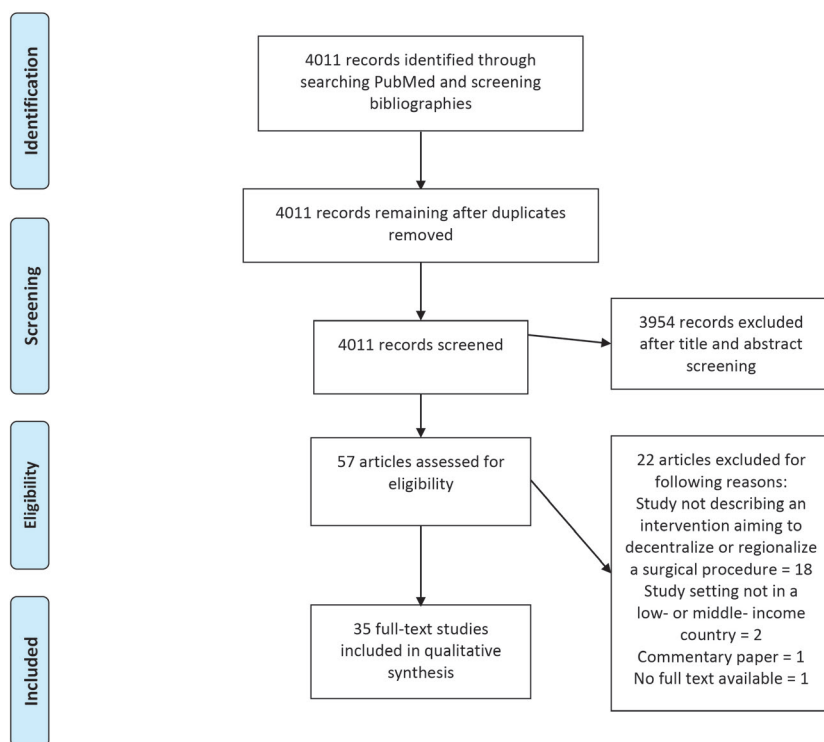 Identification
4011 records identified through
searching PubMed and screening
bibliographies
4011 records remaining after duplicates
removed
Screening
4011 records screened
3954 records excluded
after title and abstract
screening
Eligibility
57 articles assessed for
eligibility
22 articles excluded for
following reasons:
Study not describing an
intervention aiming to
decentralize or regionalize
a surgical procedure = 18
Study setting not in a
low- or middle- income
country = 2
Commentary paper = 1
No full text available = 1
Included
35 full-text studies
included in qualitative
synthesis